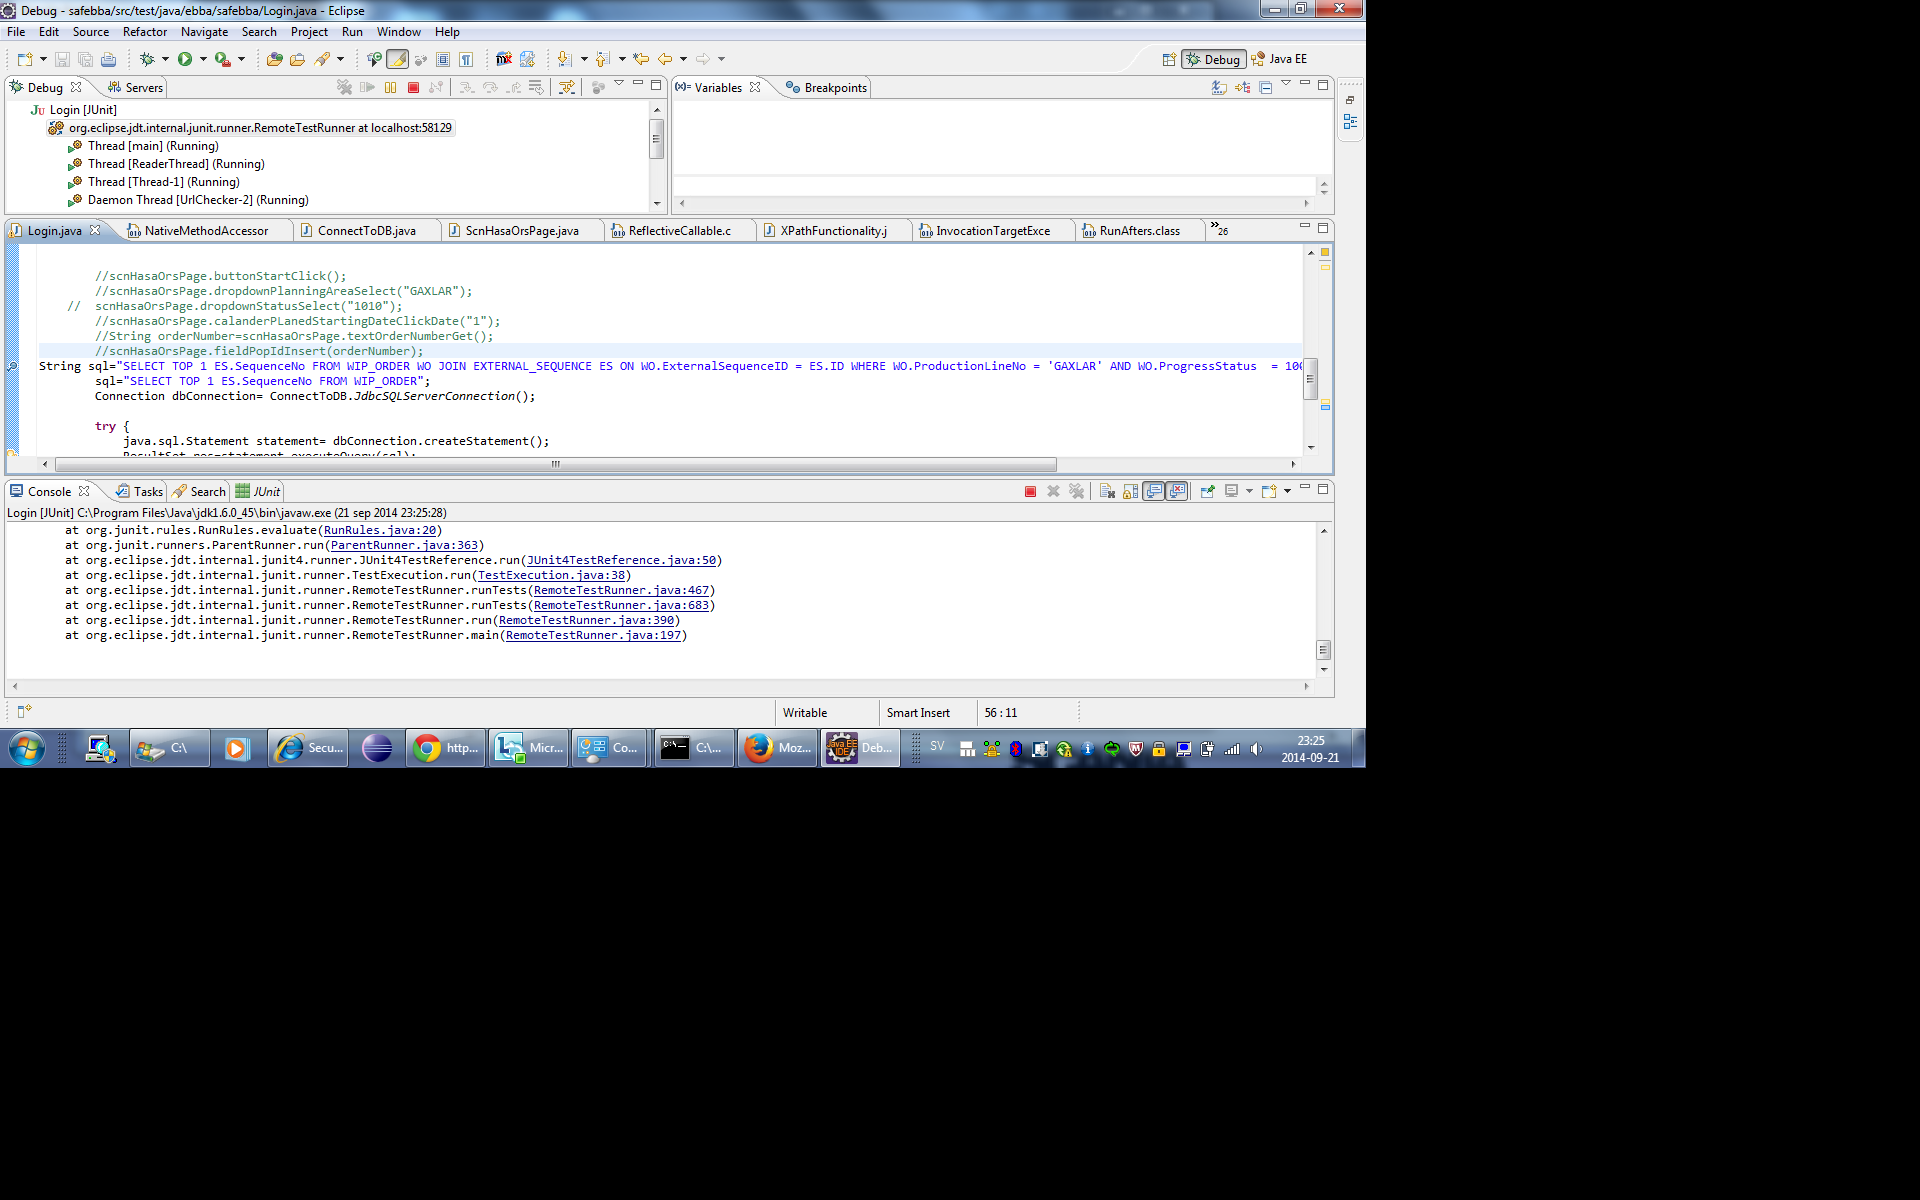 Debug - safebba/src/test/java/ebba/safebba/Login.java - Eclipse
File Edit Source Refactor Navigate Search Project Run Window Help
Debug Java EE
Debug Servers
Variables Breakpoints
Login [JUnit]
org.eclipse.jdt.internal.junit.runner.RemoteTestRunner at localhost:58129
Thread [main] (Running)
Thread [ReaderThread] (Running)
Thread [Thread-1] (Running)
Daemon Thread [UrlChecker-2] (Running)
Login.java NativeMethodAccessor ConnectToDB.java ScnHasaOrsPage.java ReflectiveCallable.c XPathFunctionality.j InvocationTargetExce RunAfters.class »26
//scnHasaOrsPage.buttonStartClick();
//scnHasaOrsPage.dropdownPlanningAreaSelect("GAXLAR");
// scnHasaOrsPage.dropdownStatusSelect("1010");
//scnHasaOrsPage.calanderPLanedStartingDateClickDate("1");
//String orderNumber=scnHasaOrsPage.textOrderNumberGet();
//scnHasaOrsPage.fieldPopIdInsert(orderNumber);
String sql="SELECT TOP 1 ES.SequenceNo FROM WIP_ORDER WO JOIN EXTERNAL_SEQUENCE ES ON WO.ExternalSequenceID = ES.ID WHERE WO.ProductionLineNo = 'GAXLAR' AND WO.ProgressStatus  = 100
sql="SELECT TOP 1 ES.SequenceNo FROM WIP_ORDER";
Connection dbConnection= ConnectToDB.JdbcSQLServerConnection();
try {
java.sql.Statement statement= dbConnection.createStatement();
ResultSet res=statement.executeQuery(sql);
Console Tasks Search JUnit
Login [JUnit] C:\Program Files\Java\jdk1.6.0_45\bin\javaw.exe (21 sep 2014 23:25:28)
at org.junit.rules.RunRules.evaluate(RunRules.java:20)
at org.junit.runners.ParentRunner.run(ParentRunner.java:363)
at org.eclipse.jdt.internal.junit4.runner.JUnit4TestReference.run(JUnit4TestReference.java:50)
at org.eclipse.jdt.internal.junit.runner.TestExecution.run(TestExecution.java:38)
at org.eclipse.jdt.internal.junit.runner.RemoteTestRunner.runTests(RemoteTestRunner.java:467)
at org.eclipse.jdt.internal.junit.runner.RemoteTestRunner.runTests(RemoteTestRunner.java:683)
at org.eclipse.jdt.internal.junit.runner.RemoteTestRunner.run(RemoteTestRunner.java:390)
at org.eclipse.jdt.internal.junit.runner.RemoteTestRunner.main(RemoteTestRunner.java:197)
Writable Smart Insert 56 : 11
C:\ Secu... http... Micr... Co... C:\... Moz... Deb... SV
23:25
2014-09-21